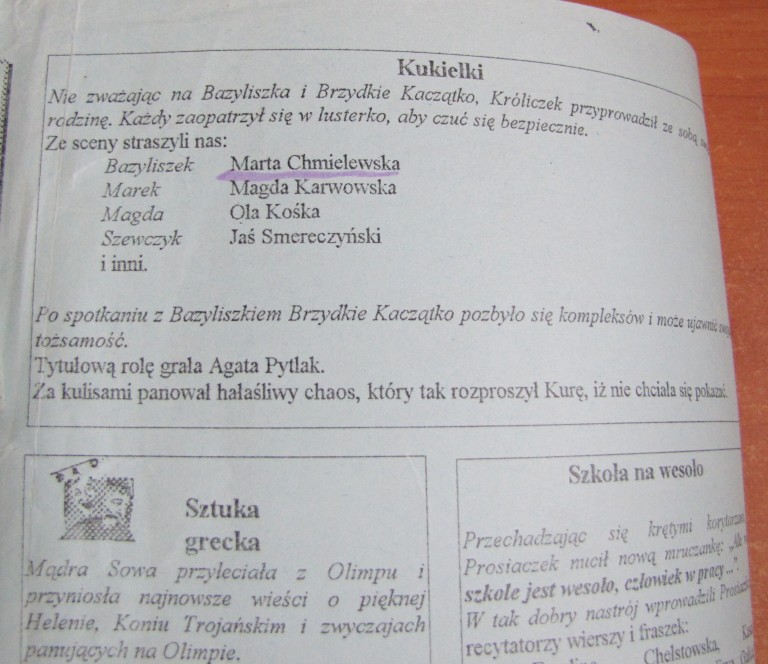 Kukiełki
Nie zważając na Bazyliszka i Brzydkie Kaczątko, Króliczek przyprowadził ze sobą
rodzinę. Każdy zaopatrzył się w lusterko, aby czuć się bezpiecznie.
Ze sceny straszyli nas:
Bazyliszek Marta Chmielewska
Marek Magda Karwowska
Magda Ola Kośka
Szewczyk Jaś Smereczyński
i inni.
Po spotkaniu z Bazyliszkiem Brzydkie Kaczątko pozbyło się kompleksów i może ujawnić
tożsamość.
Tytułową rolę grała Agata Pytlak.
Za kulisami panował hałaśliwy chaos, który tak rozproszył Kurę, iż nie chciała się pokazać.
Sztuka
grecka
Mądra Sowa przyleciała z Olimpu i
przyniosła najnowsze wieści o pięknej
Helenie, Koniu Trojańskim i zwyczajach
panujących na Olimpie.
Szkoła na wesoło
Przechadzając się krętymi
Prosiaczek nucił nową mruczankę:
szkole jest wesoło, człowiek w pracy ...".
W tak dobry nastrój wprowadzili
recytatorzy wierszy i fraszek:
Chelstowska,